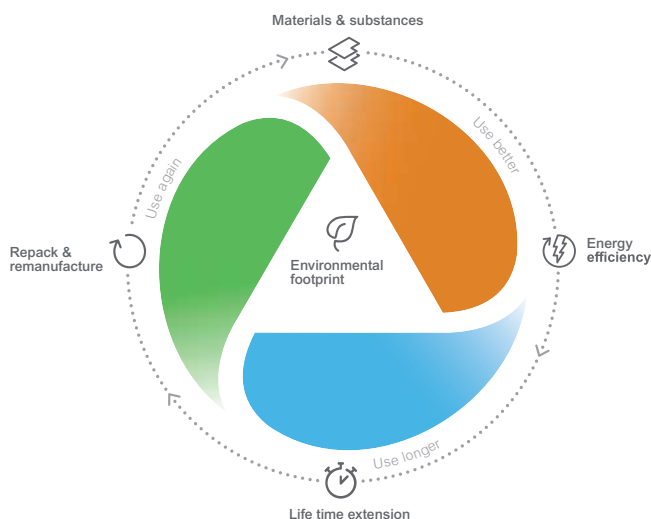 Materials & substances
Use better
Use again
Energy
efficiency
Repack &
remanufacture
Environmental
footprint
Use longer
Life time extension